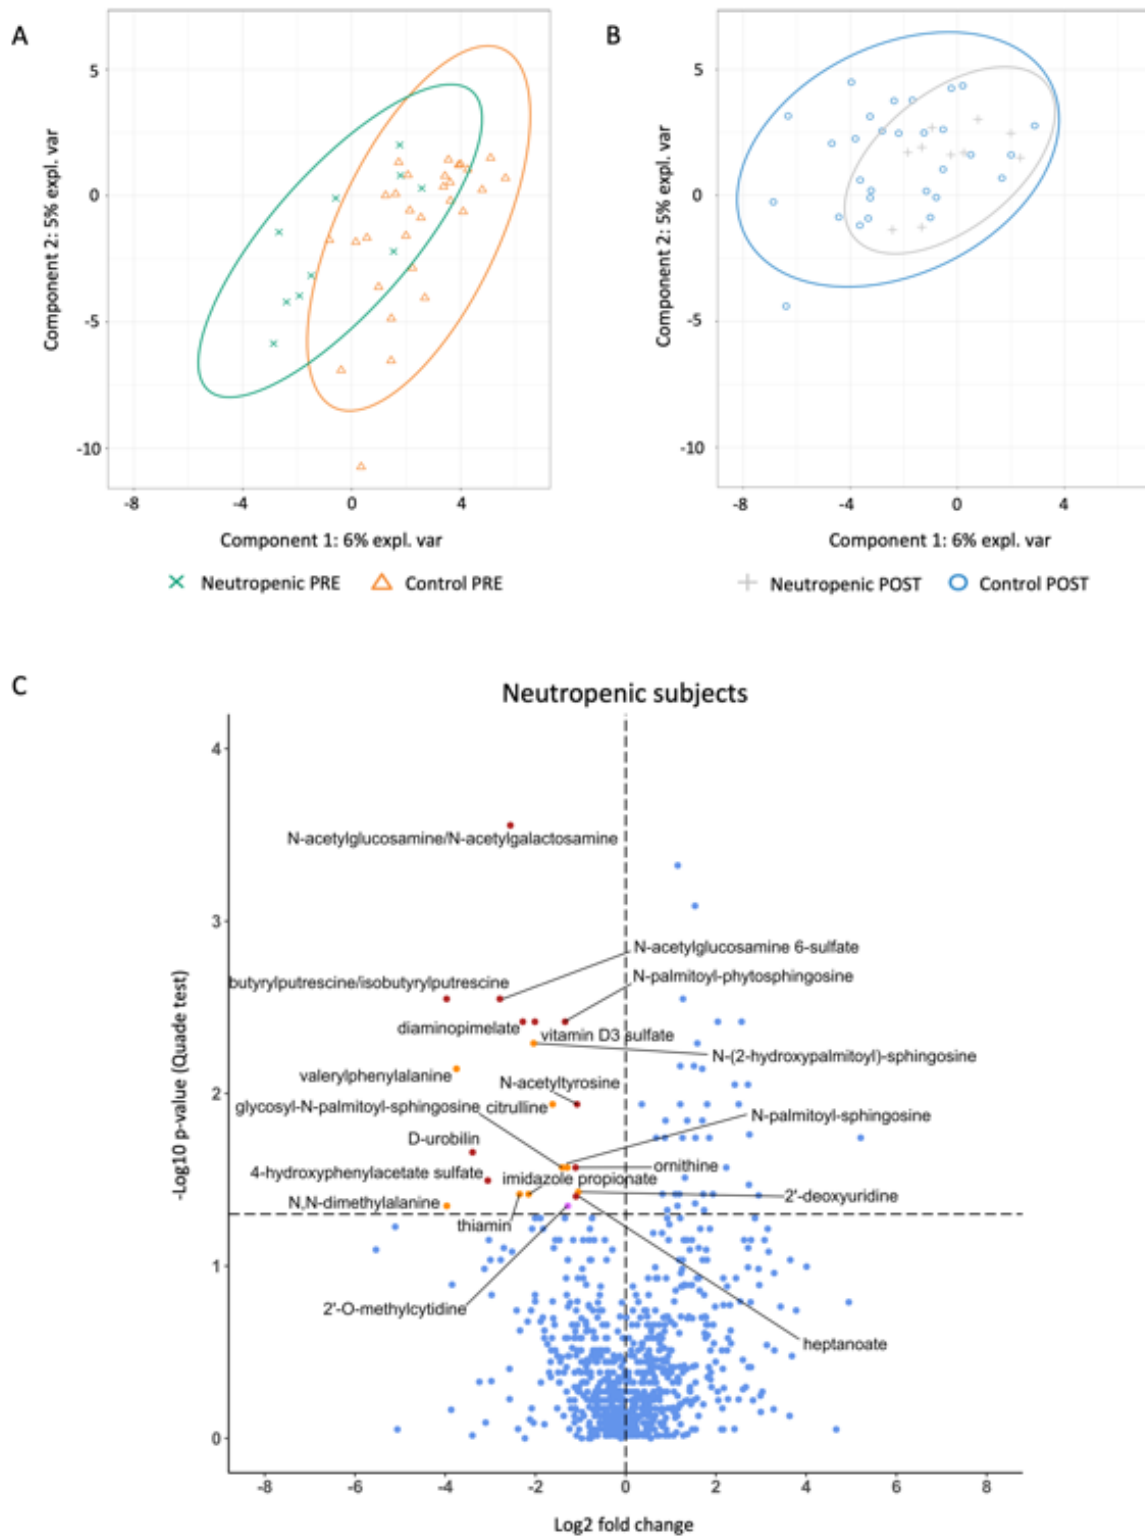 A
B
5
0
-5
-10
Component 2: 5% expl. var
-8
-4
0
4
Component 1: 6% expl. var
Neutropenic PRE
Control PRE
5
0
-5
-10
Component 2: 5% expl. var
-8
-4
0
4
Component 1: 6% expl. var
Neutropenic POST
Control POST
C
Neutropenic subjects
4
3
2
1
0
-Log10 p-value (Quade test)
N-acetylglucosamine/N-acetylgalactosamine
N-acetylglucosamine 6-sulfate
butyrylputrescine/isobutyrylputrescine
N-palmitoyl-phytosphingosine
diaminopimelate
vitamin D3 sulfate
N-(2-hydroxypalmitoyl)-sphingosine
valerylphenylalanine
N-acetyltyrosine
glycosyl-N-palmitoyl-sphingosine
citrulline
N-palmitoyl-sphingosine
D-urobilin
ornithine
4-hydroxyphenylacetate sulfate
imidazole propionate
2'-deoxyuridine
N,N-dimethylalanine
thiamin
2'-O-methylcytidine
heptanoate
-8
-6
-4
-2
0
2
4
6
8
Log2 fold change